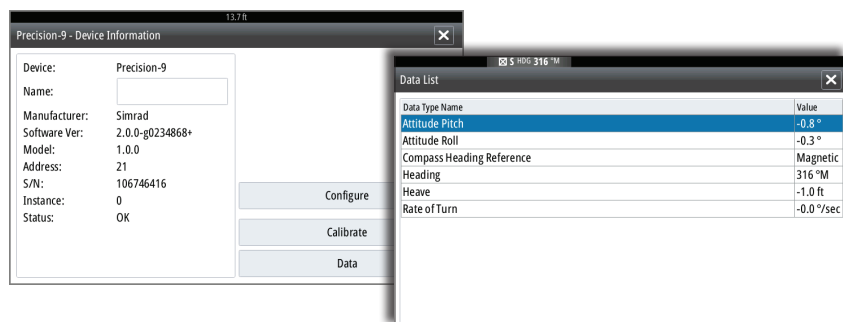 13.7 ft
Precision-9 - Device Information
Device: Precision-9
Name:
Manufacturer: Simrad
Software Ver: 2.0.0-g0234868+
Model: 1.0.0
Address: 21
S/N: 106746416
Instance: 0
Status: OK
Configure
Calibrate
Data
S HDG 316 °M
Data List
Data Type Name Value
Attitude Pitch -0.8 °
Attitude Roll -0.3 °
Compass Heading Reference Magnetic
Heading 316 °M
Heave -1.0 ft
Rate of Turn -0.0 °/sec